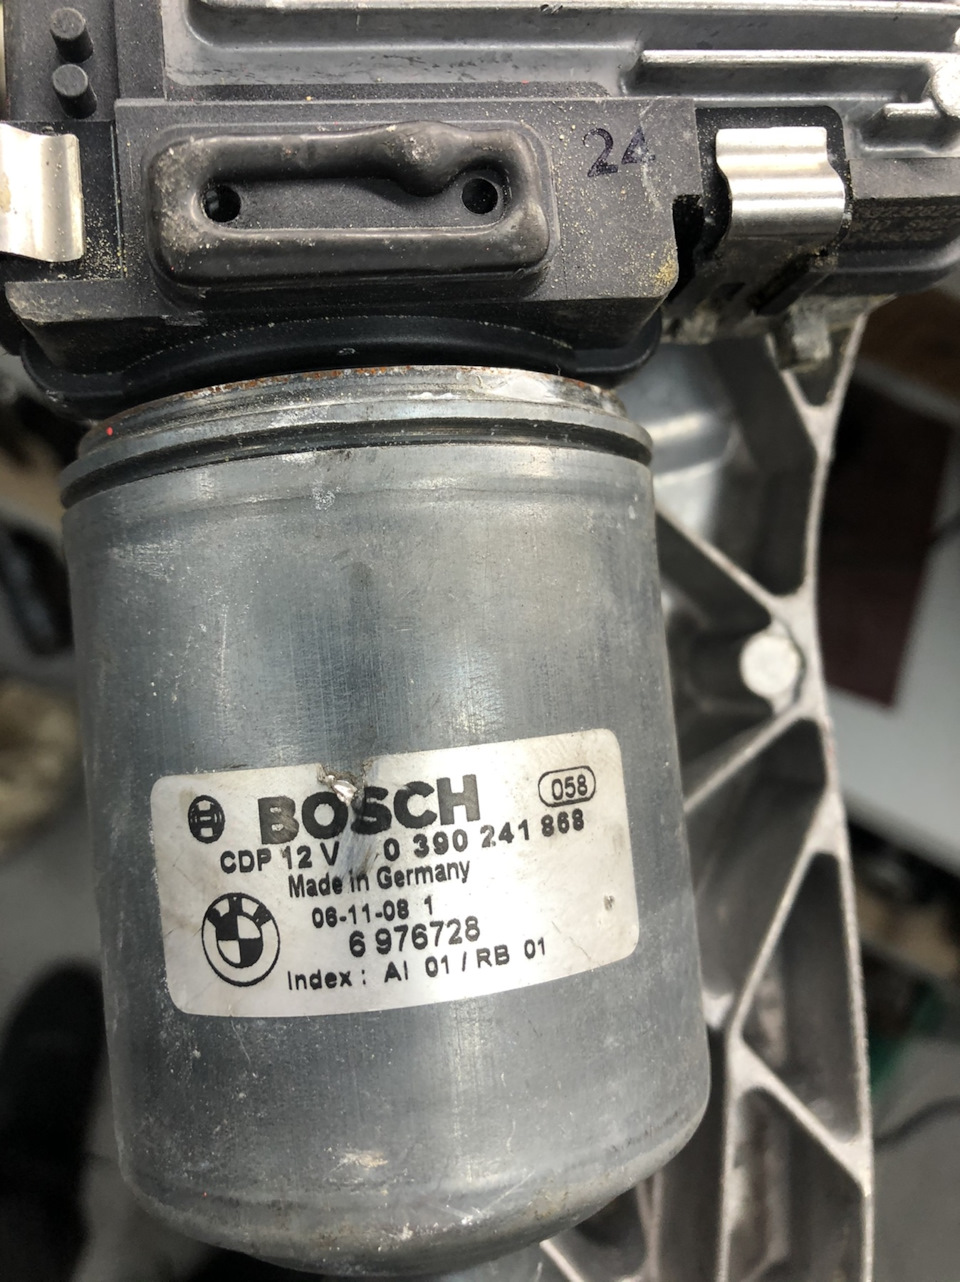 24
BOSCH 058
CDP 12 V 0 390 241 868
Made in Germany
06-11-08 1
6 976728
Index : AI 01 / RB 01